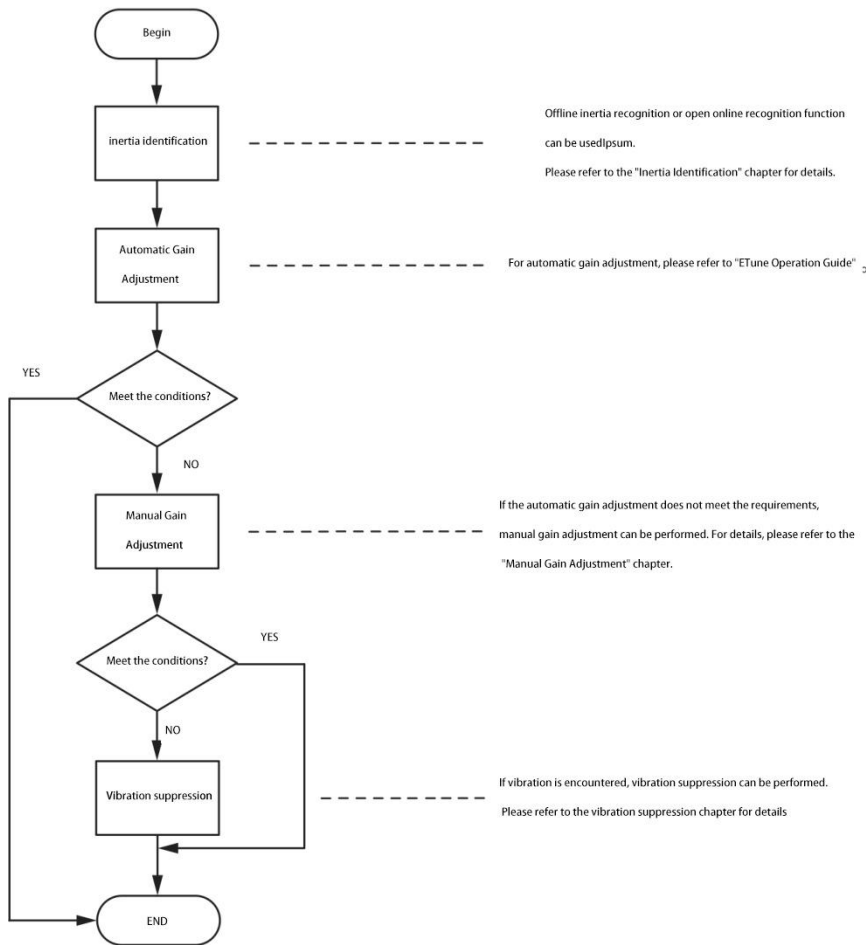 Begin
inertia identification
Offline inertia recognition or open online recognition function
can be usedIpsum.
Please refer to the "Inertia Identification" chapter for details.
Automatic Gain
Adjustment
For automatic gain adjustment, please refer to "ETune Operation Guide" 。
YES
Meet the conditions?
NO
Manual Gain
Adjustment
If the automatic gain adjustment does not meet the requirements,
manual gain adjustment can be performed. For details, please refer to the
"Manual Gain Adjustment" chapter.
YES
Meet the conditions?
NO
Vibration suppression
If vibration is encountered, vibration suppression can be performed.
Please refer to the vibration suppression chapter for details
END